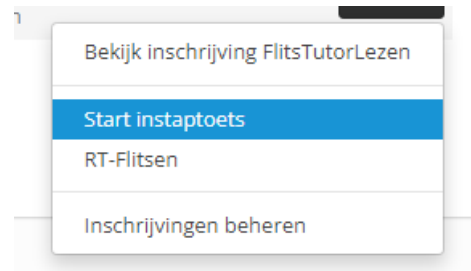 Bekijk inschrijving FlitsTutorLezen
Start instaptoets
RT-Flitsen
Inschrijvingen beheren